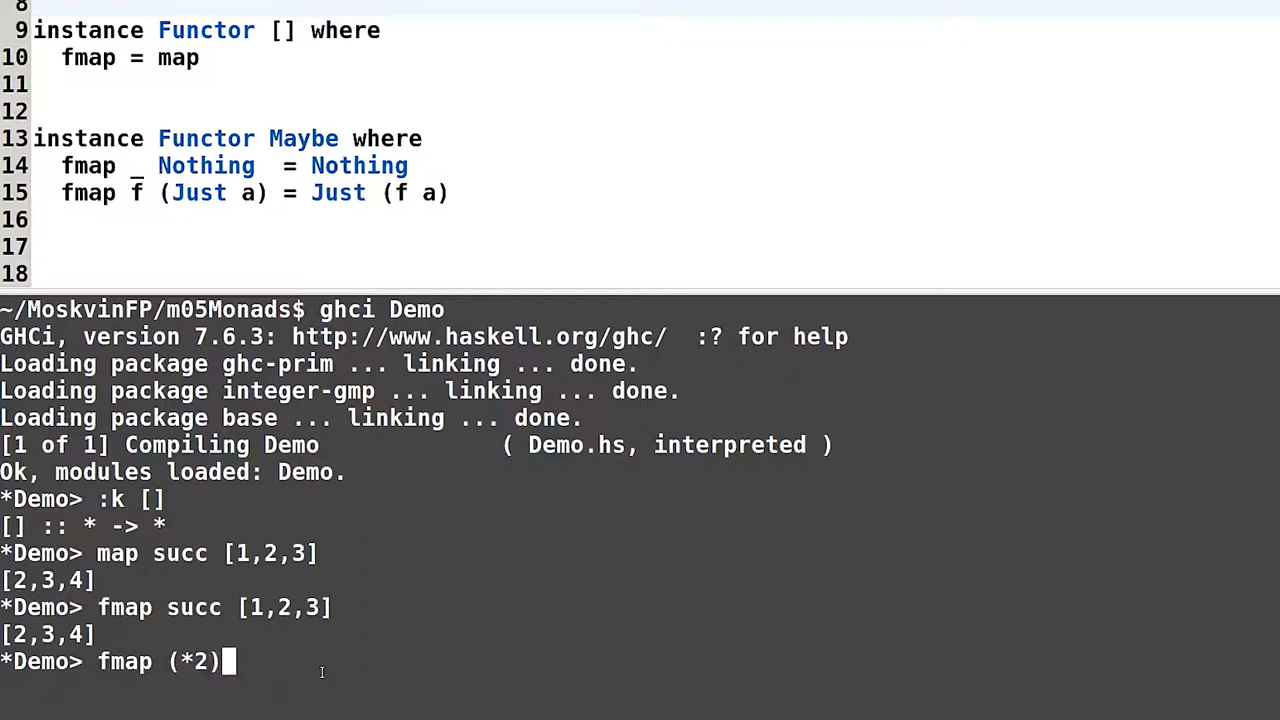 8
9 instance Functor [] where
10   fmap = map
11
12
13 instance Functor Maybe where
14   fmap _ Nothing  = Nothing
15   fmap f (Just a) = Just (f a)
16
17
18
~/MoskvinFP/m05Monads$ ghci Demo
GHCi, version 7.6.3: http://www.haskell.org/ghc/  :? for help
Loading package ghc-prim ... linking ... done.
Loading package integer-gmp ... linking ... done.
Loading package base ... linking ... done.
[1 of 1] Compiling Demo             ( Demo.hs, interpreted )
Ok, modules loaded: Demo.
*Demo> :k []
[] :: * -> *
*Demo> map succ [1,2,3]
[2,3,4]
*Demo> fmap succ [1,2,3]
[2,3,4]
*Demo> fmap (*2)